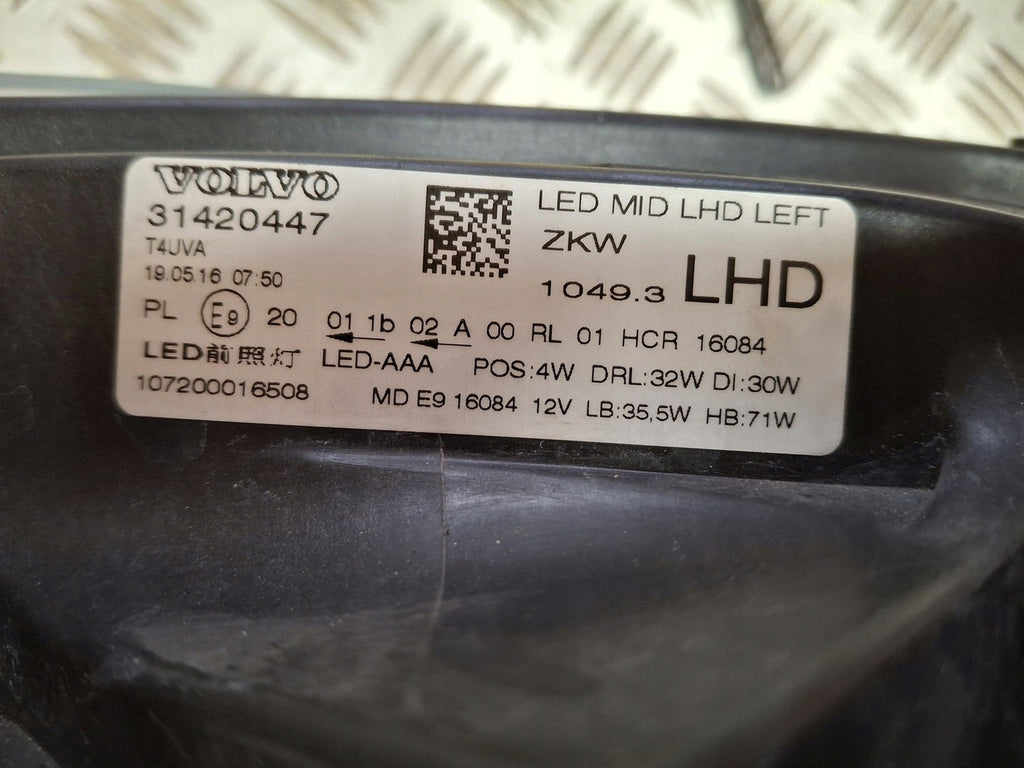 VOLVO
31420447
T4UVA
19.05.16 07:50
LED MID LHD LEFT
ZKW
1049.3 LHD
PL E9 20 01 1b 02 A 00 RL 01 HCR 16084
LED前照灯 LED-AAA POS:4W DRL:32W DI:30W
107200016508 MD E9 16084 12V LB:35,5W HB:71W